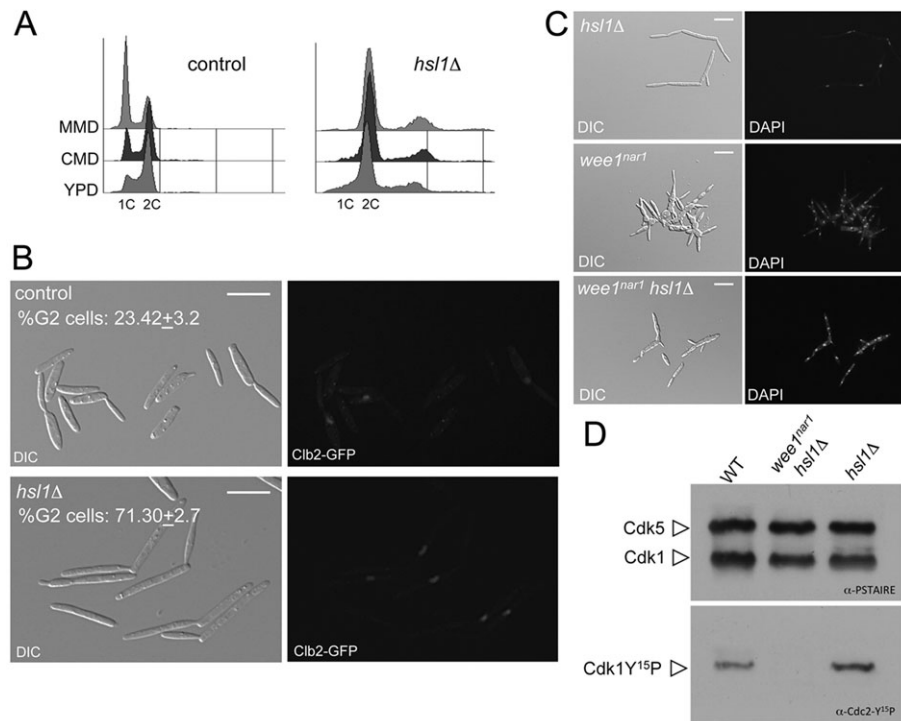 A
control
hsl1Δ
MMD
CMD
YPD
1C 2C
1C 2C
B
control
%G2 cells: 23.42±3.2
DIC
Clb2-GFP
hsl1Δ
%G2 cells: 71.30±2.7
DIC
Clb2-GFP
C
hsl1Δ
DIC
DAPI
wee1nar1
DIC
DAPI
wee1nar1 hsl1Δ
DIC
DAPI
D
WT
wee1nar1
hsl1Δ
hsl1Δ
Cdk5
Cdk1
α-PSTAIRE
Cdk1Y¹⁵P
α-Cdc2-Y¹⁵P